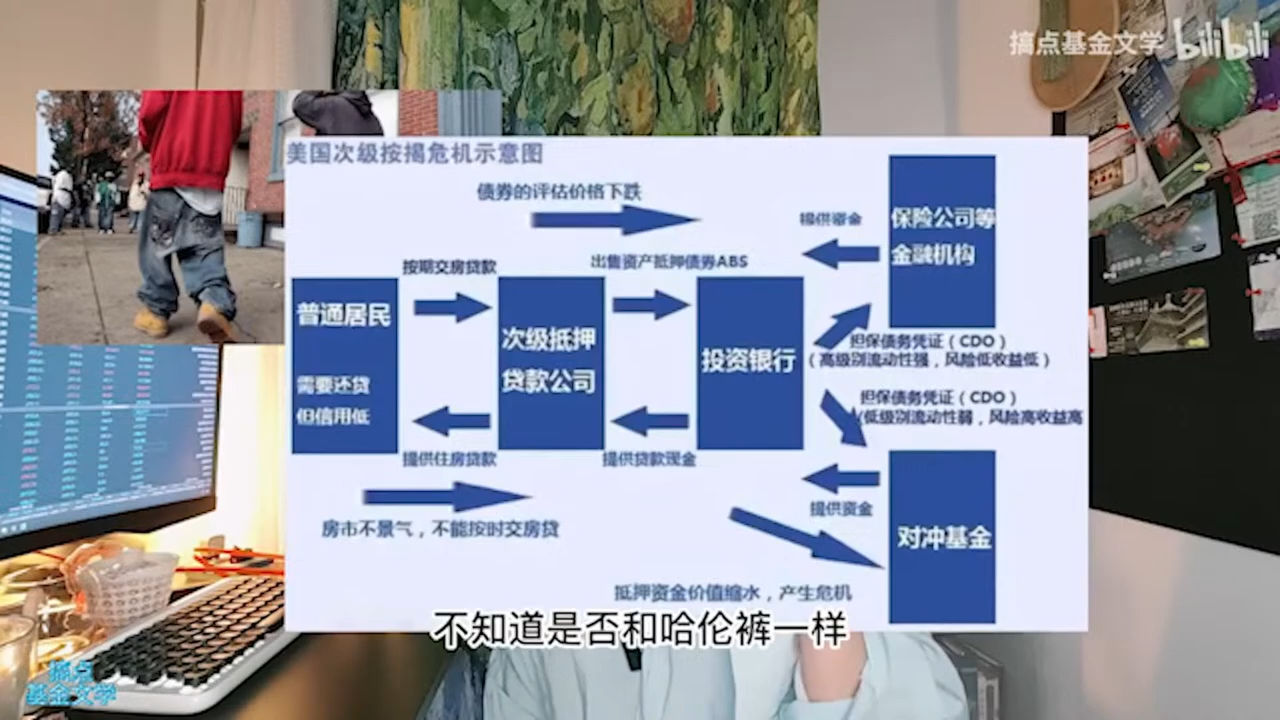 搞点基金文学 bilibili
美国次级按揭危机示意图
债券的评估价格下跌
提供资金
保险公司等
金融机构
按期交房贷款
出售资产抵押债券ABS
普通居民
需要还贷
但信用低
次级抵押
贷款公司
投资银行
担保债务凭证(CDO)
(高级别流动性强,风险低收益低)
担保债务凭证(CDO)
(低级别流动性弱,风险高收益高
提供住房贷款
提供贷款现金
提供资金
房市不景气,不能按时交房贷
对冲基金
抵押资金价值缩水,产生危机
不知道是否和哈伦裤一样
搞点
基金文学